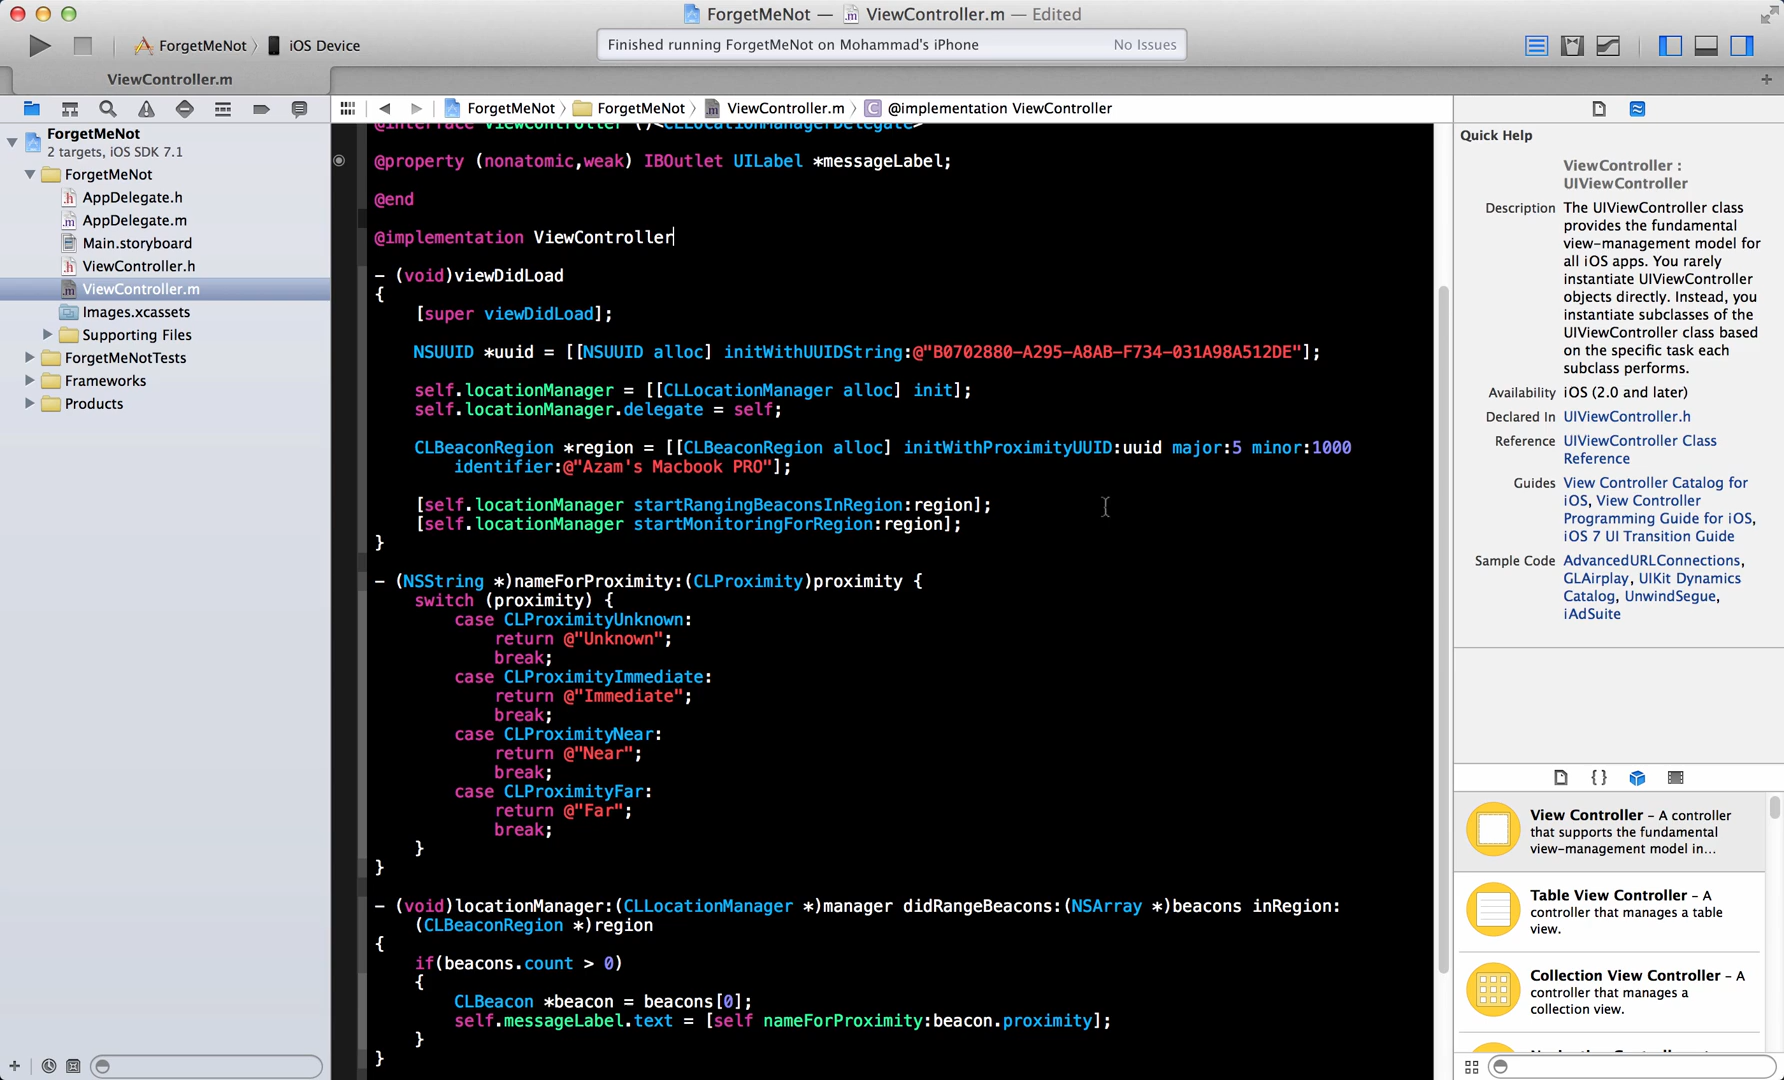 ForgetMeNot — ViewController.m — Edited
ForgetMeNot iOS Device
Finished running ForgetMeNot on Mohammad's iPhone No Issues
ViewController.m
ForgetMeNot ForgetMeNot ViewController.m @implementation ViewController
ForgetMeNot
2 targets, iOS SDK 7.1
ForgetMeNot
AppDelegate.h
AppDelegate.m
Main.storyboard
ViewController.h
ViewController.m
Images.xcassets
Supporting Files
ForgetMeNotTests
Frameworks
Products
@interface ViewController ()<CLLocationManagerDelegate>
@property (nonatomic,weak) IBOutlet UILabel *messageLabel;
@end
@implementation ViewController
- (void)viewDidLoad
{
[super viewDidLoad];
NSUUID *uuid = [[NSUUID alloc] initWithUUIDString:@"B0702880-A295-A8AB-F734-031A98A512DE"];
self.locationManager = [[CLLocationManager alloc] init];
self.locationManager.delegate = self;
CLBeaconRegion *region = [[CLBeaconRegion alloc] initWithProximityUUID:uuid major:5 minor:1000
identifier:@"Azam's Macbook PRO"];
[self.locationManager startRangingBeaconsInRegion:region];
[self.locationManager startMonitoringForRegion:region];
}
- (NSString *)nameForProximity:(CLProximity)proximity {
switch (proximity) {
case CLProximityUnknown:
return @"Unknown";
break;
case CLProximityImmediate:
return @"Immediate";
break;
case CLProximityNear:
return @"Near";
break;
case CLProximityFar:
return @"Far";
break;
}
}
- (void)locationManager:(CLLocationManager *)manager didRangeBeacons:(NSArray *)beacons inRegion:
(CLBeaconRegion *)region
{
if(beacons.count > 0)
{
CLBeacon *beacon = beacons[0];
self.messageLabel.text = [self nameForProximity:beacon.proximity];
}
}
Quick Help
ViewController :
UIViewController
Description The UIViewController class
provides the fundamental
view-management model for
all iOS apps. You rarely
instantiate UIViewController
objects directly. Instead, you
instantiate subclasses of the
UIViewController class based
on the specific task each
subclass performs.
Availability iOS (2.0 and later)
Declared In UIViewController.h
Reference UIViewController Class
Reference
Guides View Controller Catalog for
iOS, View Controller
Programming Guide for iOS,
iOS 7 UI Transition Guide
Sample Code AdvancedURLConnections,
GLAirplay, UIKit Dynamics
Catalog, UnwindSegue,
iAdSuite
View Controller – A controller
that supports the fundamental
view-management model in...
Table View Controller – A
controller that manages a table
view.
Collection View Controller – A
controller that manages a
collection view.